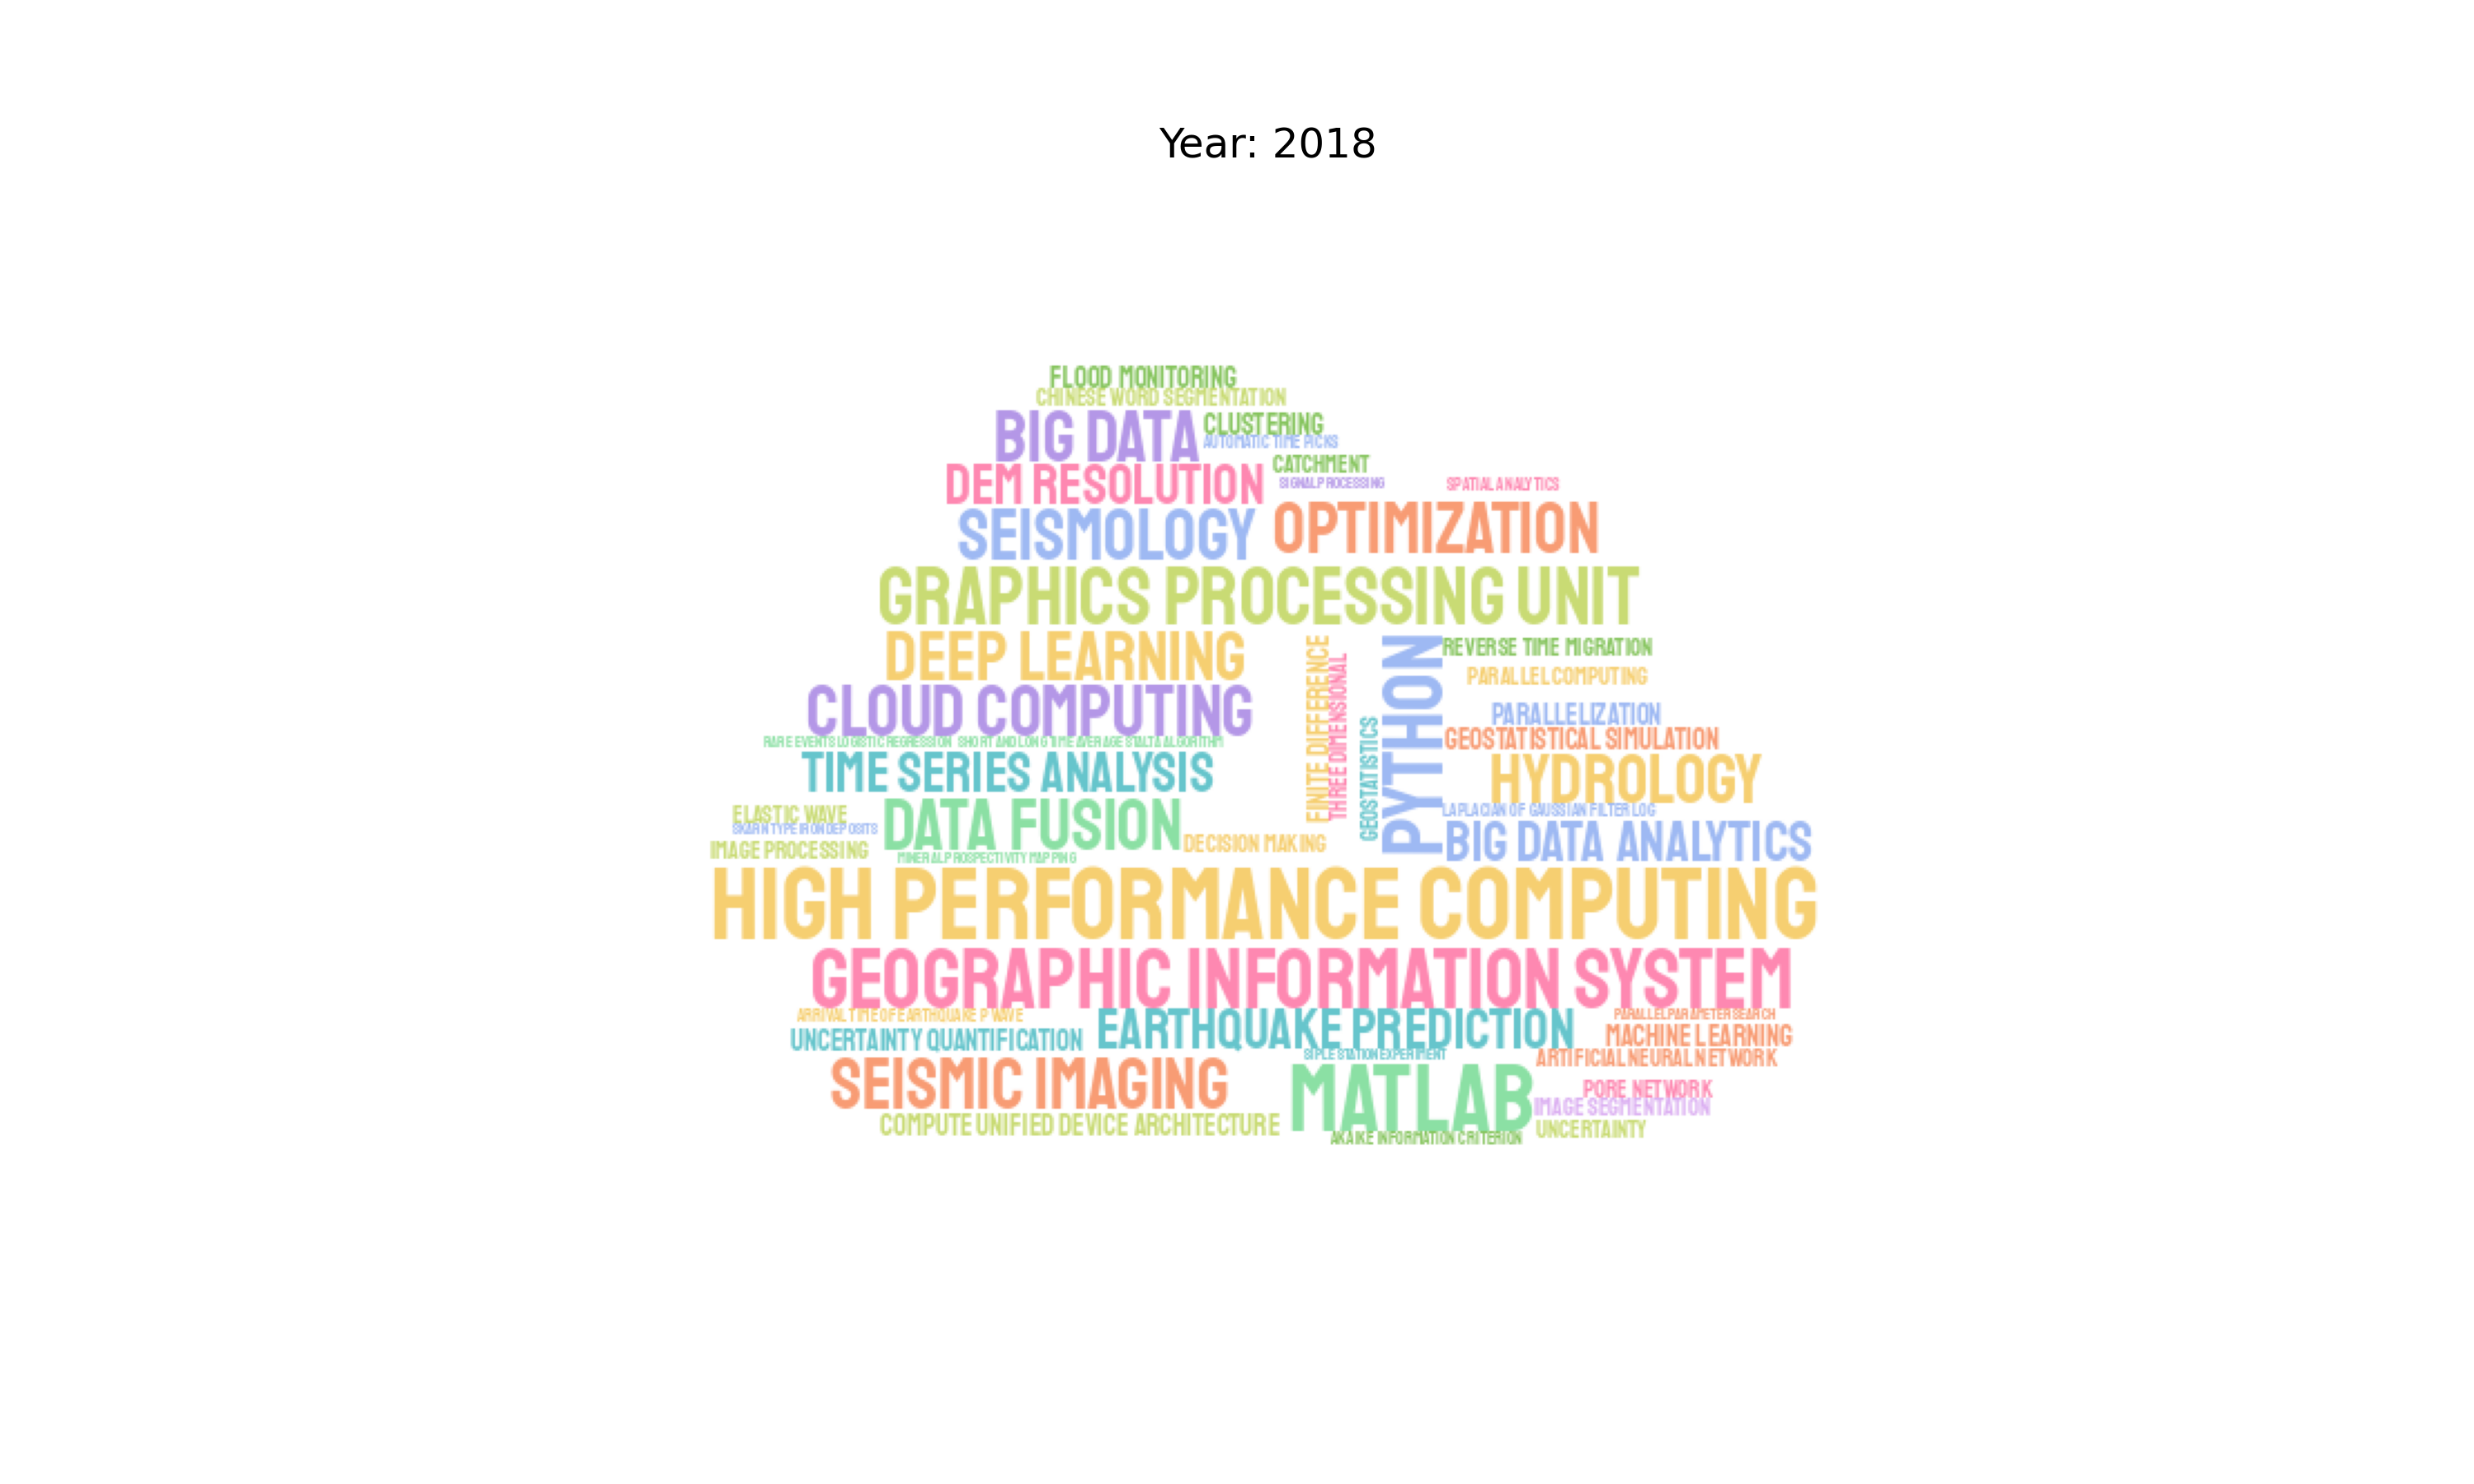 Year: 2018
FLOOD MONITORING
CHINESE WORD SEGMENTATION
BIG DATA
CLUSTERING
AUTOMATIC TIME PICKS
CATCHMENT
DEM RESOLUTION
SIGNAL PROCESSING
SPATIAL ANALYTICS
SEISMOLOGY
OPTIMIZATION
GRAPHICS PROCESSING UNIT
DEEP LEARNING
FINITE DIFFERENCE
THREE DIMENSIONAL
GEOSTATISTICS
PYTHON
REVERSE TIME MIGRATION
PARALLEL COMPUTING
CLOUD COMPUTING
PARALLELIZATION
RARE EVENTS LOGISTIC REGRESSION
SHORT AND LONG TIME AVERAGE STALTA ALGORITHM
GEOSTATISTICAL SIMULATION
TIME SERIES ANALYSIS
HYDROLOGY
ELASTIC WAVE
SKARN TYPE IRON DEPOSITS
DATA FUSION
LAPLACIAN OF GAUSSIAN FILTER LOG
IMAGE PROCESSING
DECISION MAKING
BIG DATA ANALYTICS
MINERAL PROSPECTIVITY MAPPING
HIGH PERFORMANCE COMPUTING
GEOGRAPHIC INFORMATION SYSTEM
ARRIVAL TIME OF EARTHQUAKE P WAVE
EARTHQUAKE PREDICTION
PARALLEL PARAMETER SEARCH
UNCERTAINTY QUANTIFICATION
MACHINE LEARNING
SIPLE STATION EXPERIMENT
ARTIFICIAL NEURAL NETWORK
SEISMIC IMAGING
MATLAB
PORE NETWORK
IMAGE SEGMENTATION
COMPUTE UNIFIED DEVICE ARCHITECTURE
UNCERTAINTY
AKAIKE INFORMATION CRITERION